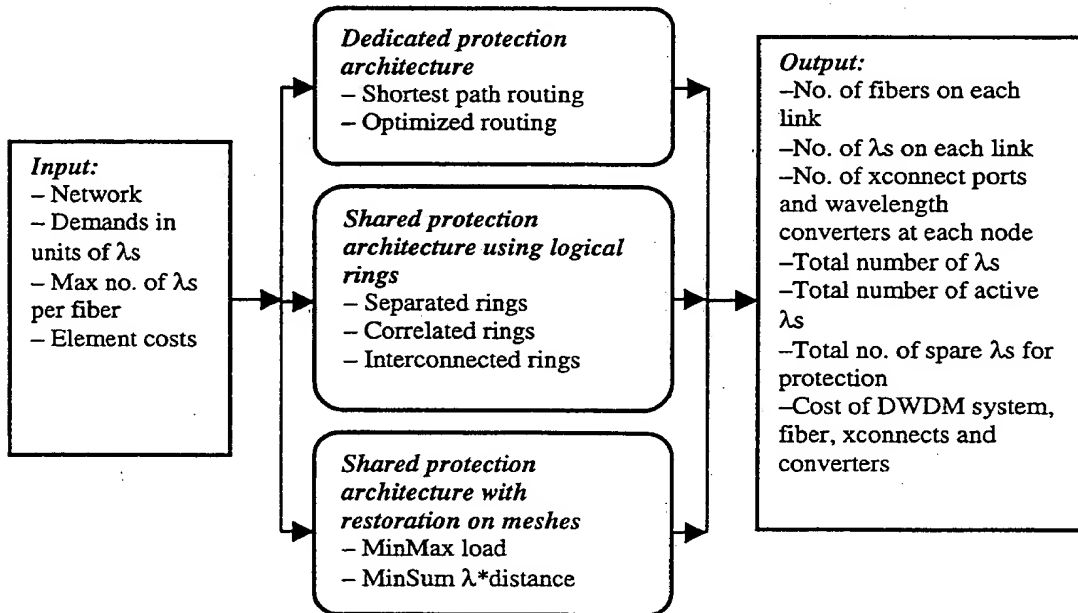 Input:
– Network
– Demands in
units of λs
– Max no. of λs
per fiber
– Element costs
Dedicated protection
architecture
– Shortest path routing
– Optimized routing
Shared protection
architecture using logical
rings
– Separated rings
– Correlated rings
– Interconnected rings
Shared protection
architecture with
restoration on meshes
– MinMax load
– MinSum λ*distance
Output:
–No. of fibers on each
link
–No. of λs on each link
–No. of xconnect ports
and wavelength
converters at each node
–Total number of λs
–Total number of active
λs
–Total no. of spare λs for
protection
–Cost of DWDM system,
fiber, xconnects and
converters